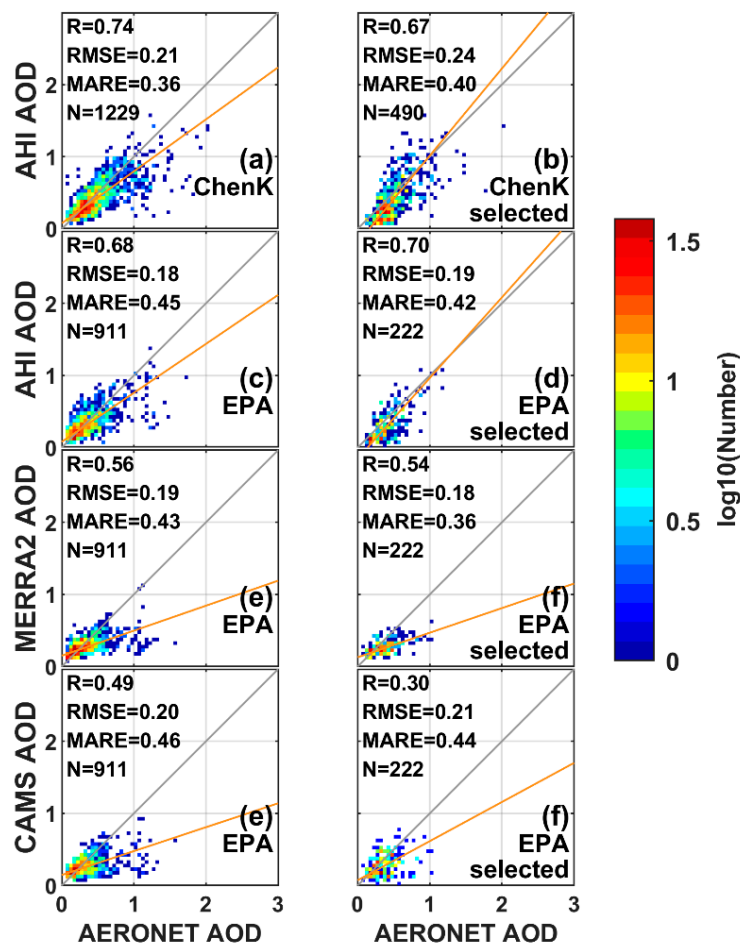 R=0.74
RMSE=0.21
MARE=0.36
N=1229
(a)
ChenK
AHI AOD
2
1
0
R=0.67
RMSE=0.24
MARE=0.40
N=490
(b)
ChenK
selected
R=0.68
RMSE=0.18
MARE=0.45
N=911
(c)
EPA
AHI AOD
2
1
0
R=0.70
RMSE=0.19
MARE=0.42
N=222
(d)
EPA
selected
R=0.56
RMSE=0.19
MARE=0.43
N=911
(e)
EPA
MERRA2 AOD
2
1
0
R=0.54
RMSE=0.18
MARE=0.36
N=222
(f)
EPA
selected
R=0.49
RMSE=0.20
MARE=0.46
N=911
(e)
EPA
CAMS AOD
2
1
0
0 1 2 3
AERONET AOD
R=0.30
RMSE=0.21
MARE=0.44
N=222
(f)
EPA
selected
0 1 2 3
AERONET AOD
1.5
1
0.5
0
log10(Number)